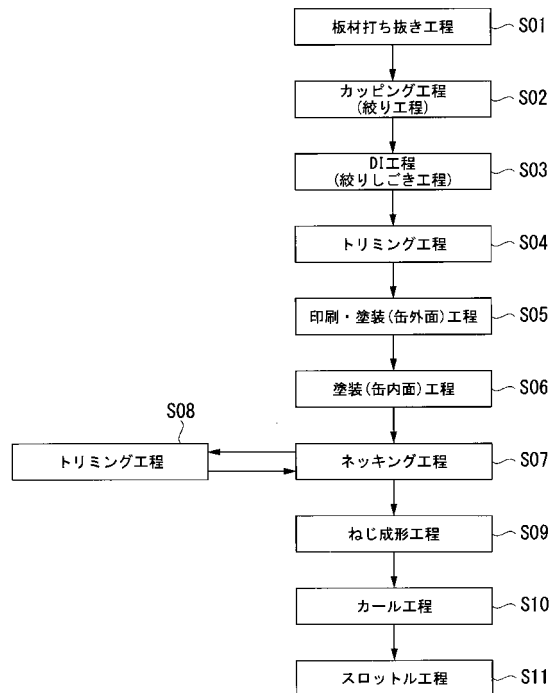 板材打ち抜き工程 S01
カッピング工程 S02
(絞り工程)
DI工程 S03
(絞りしごき工程)
トリミング工程 S04
印刷・塗装(缶外面)工程 S05
塗装(缶内面)工程 S06
S08
トリミング工程
ネッキング工程 S07
ねじ成形工程 S09
カール工程 S10
スロットル工程 S11